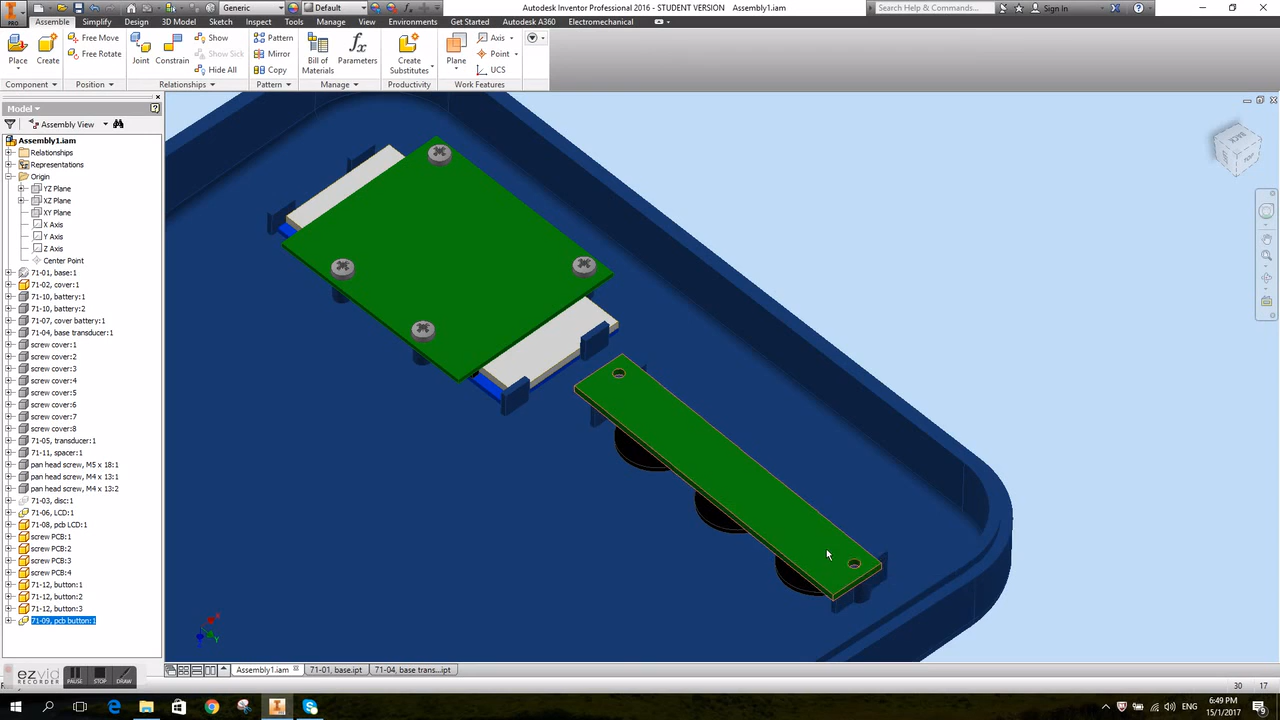 Generic
Default
Autodesk Inventor Professional 2016 - STUDENT VERSION Assembly1.iam
Search Help & Commands...
Sign In
PRO
Assemble Simplify Design 3D Model Sketch Inspect Tools Manage View Environments Get Started Autodesk A360 Electromechanical
Place
Create
Free Move
Free Rotate
Joint
Constrain
Show
Show Sick
Hide All
Pattern
Mirror
Copy
Bill of
Materials
Parameters
Create
Substitutes
Plane
Axis
Point
UCS
Component Position Relationships Pattern Manage Productivity Work Features
Model
Assembly View
Assembly1.iam
Relationships
Representations
Origin
YZ Plane
XZ Plane
XY Plane
X Axis
Y Axis
Z Axis
Center Point
71-01, base:1
71-02, cover:1
71-10, battery:1
71-10, battery:2
71-07, cover battery:1
71-04, base transducer:1
screw cover:1
screw cover:2
screw cover:3
screw cover:4
screw cover:5
screw cover:6
screw cover:7
screw cover:8
71-05, transducer:1
71-11, spacer:1
pan head screw, M5 x 18:1
pan head screw, M4 x 13:1
pan head screw, M4 x 13:2
71-03, disc:1
71-06, LCD:1
71-08, pcb LCD:1
screw PCB:1
screw PCB:2
screw PCB:3
screw PCB:4
71-12, button:1
71-12, button:2
71-12, button:3
71-09, pcb button:1
ezvid
RECORDER
PAUSE
STOP
DRAW
Assembly1.iam
71-01, base.ipt
71-04, base trans...ipt
30 17
6:49 PM
15/1/2017